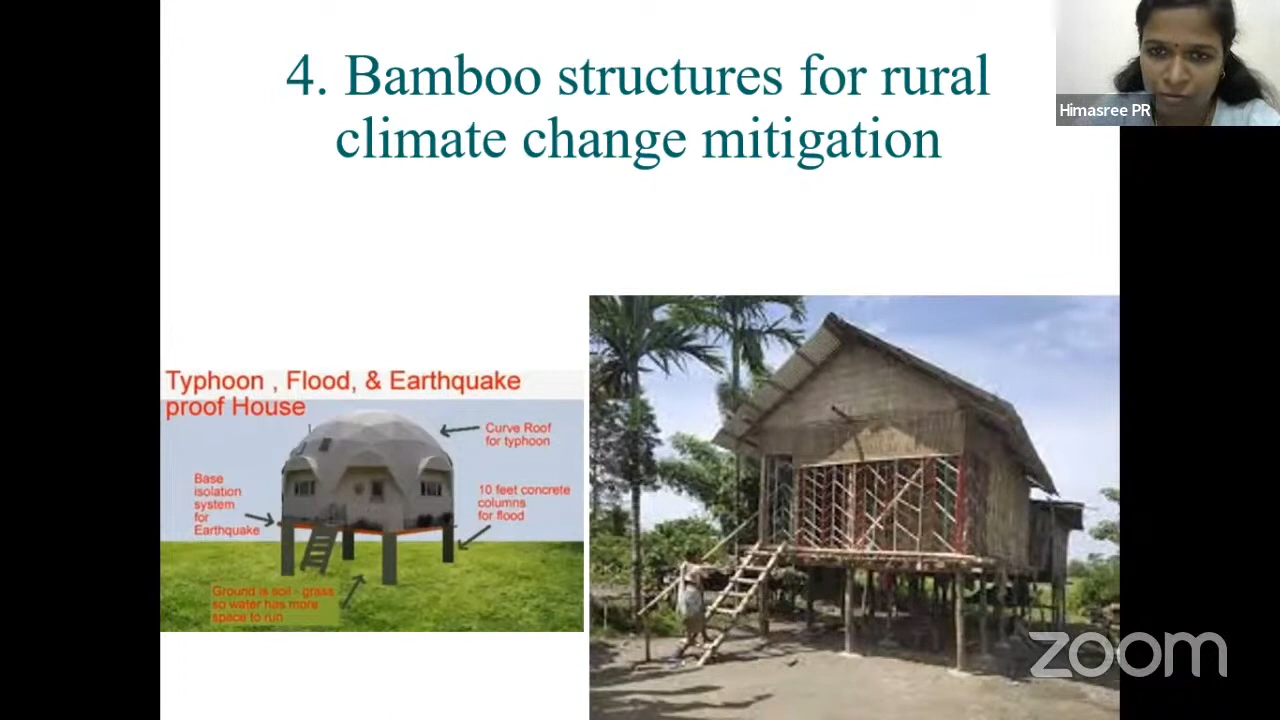 4. Bamboo structures for rural
climate change mitigation
Himasree PR
Typhoon , Flood, & Earthquake
proof House
Curve Roof
for typhoon
Base
isolation
system
for
Earthquake
10 feet concrete
columns
for flood
Ground is soil - grass
so water has more
space to run
zoom